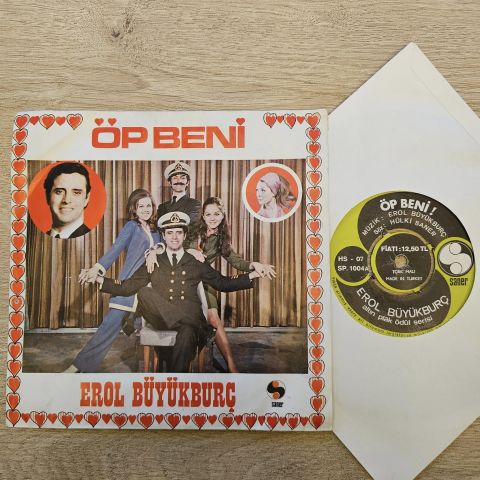 ÖP BENİ
EROL BÜYÜKBURÇ
saner
ÖP BENİ !
MÜZİK : EROL BÜYÜKBURÇ
Söz : HULKİ SANER
FİATI : 12,50 TL
HS - 07
SP. 1004A
TÜRK MALI
MADE IN TURKEY
saner
EROL BÜYÜKBURÇ
altın plak ödül serisi